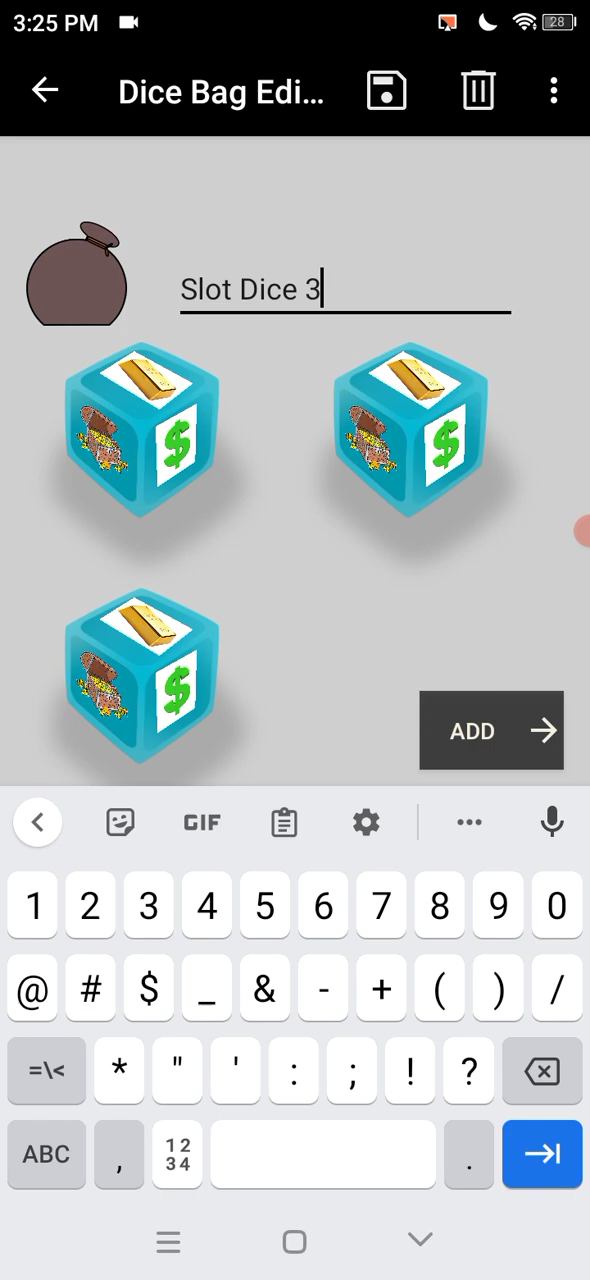 3:25 PM 28
Dice Bag Edi...
Slot Dice 3
$ $
$
ADD
GIF
1 2 3 4 5 6 7 8 9 0
@ # $ _ & - + ( ) /
=\< * " ' : ; ! ?
ABC , 12 .
34